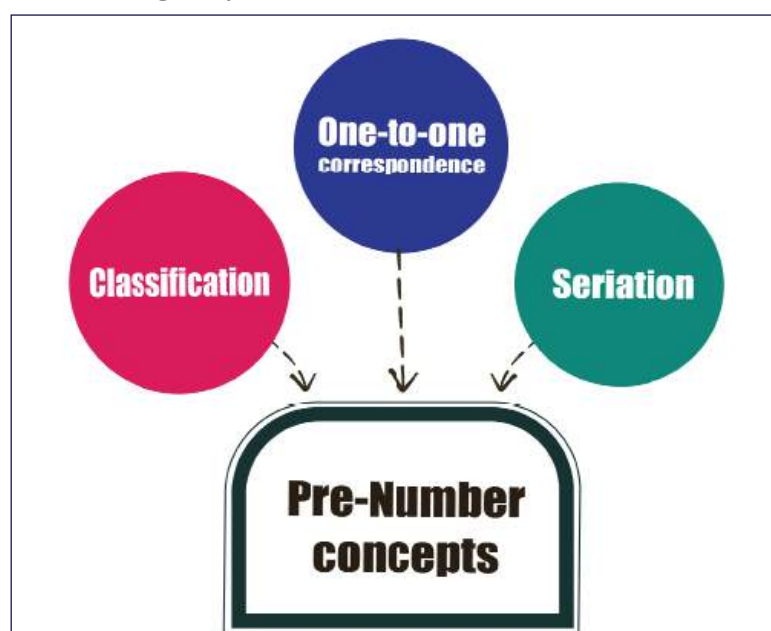 One-to-one
correspondence
Classification
Seriation
Pre-Number
concepts